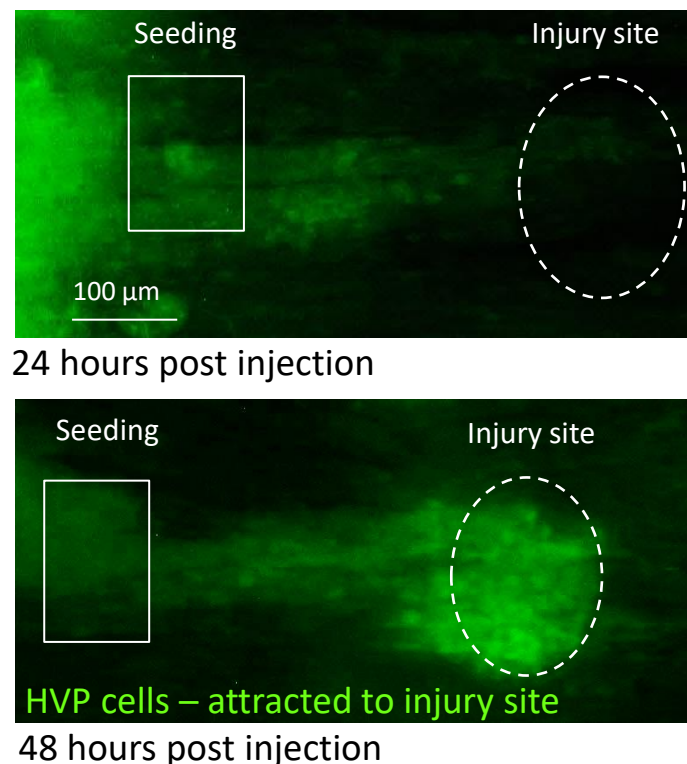 Seeding
Injury site
100 µm
24 hours post injection
Seeding
Injury site
HVP cells – attracted to injury site
48 hours post injection